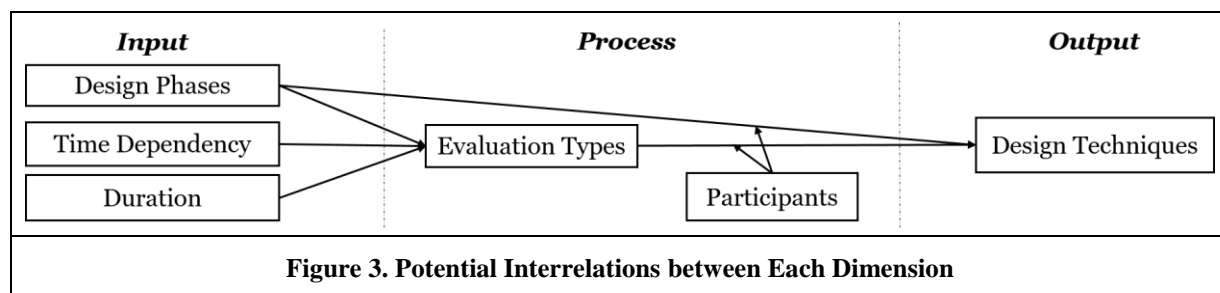 Input
Process
Output
Design Phases
Time Dependency
Evaluation Types
Design Techniques
Duration
Participants
Figure 3. Potential Interrelations between Each Dimension